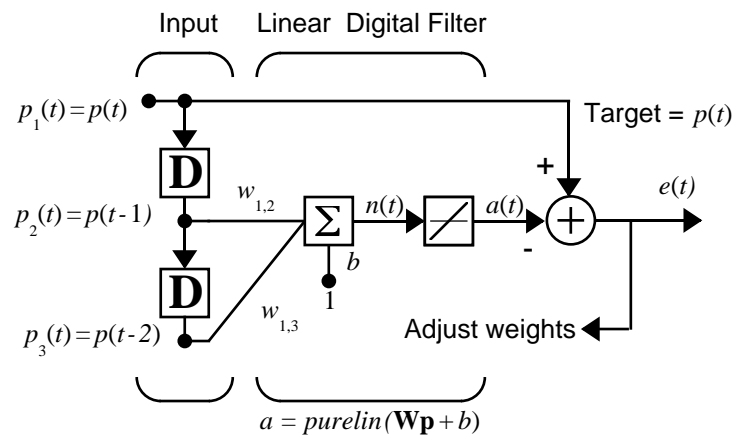 Input Linear Digital Filter
p1(t) = p(t)
Target = p(t)
D
+
e(t)
p2(t) = p(t - 1)
w1,2
Σ
n(t)
a(t)
+
-
b
D
1
w1,3
p3(t) = p(t - 2)
Adjust weights
a = purelin(Wp + b)